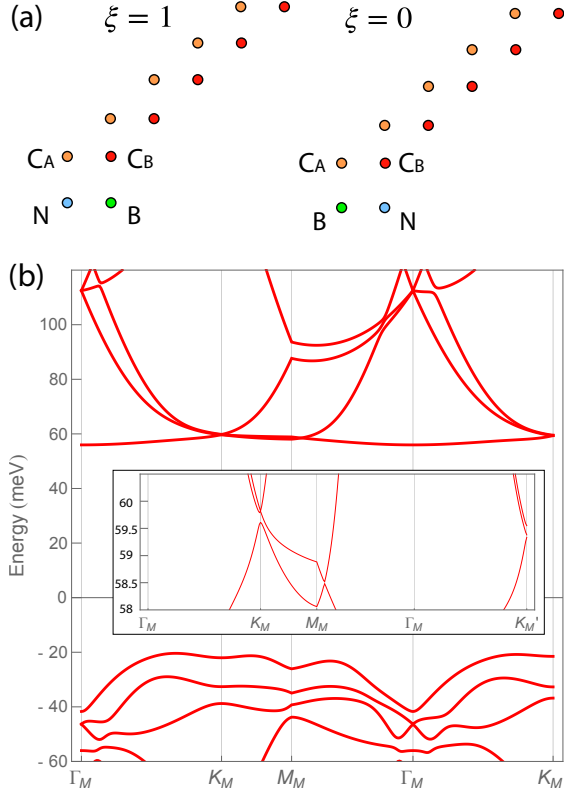 (a)
ξ = 1
ξ = 0
CA
CB
CA
CB
N
B
B
N
(b)
Energy (meV)
100
80
60
40
20
0
- 20
- 40
- 60
60
59.5
59
58.5
58
ΓM
KM
MM
ΓM
KM'
ΓM
KM
MM
ΓM
KM